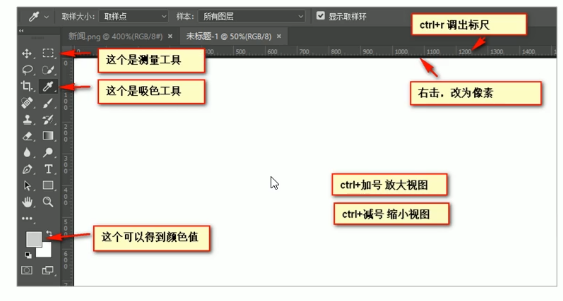 取样大小: 取样点 样本: 所有图层 显示取样环
新闻.png @ 400%(RGB/8#) × 未标题-1 @ 50%(RGB/8) ×
ctrl+r 调出标尺
500 600 700 800 900 1000 1100 1200 1300 1400
这个是测量工具
这个是吸色工具
右击，改为像素
ctrl+加号 放大视图
ctrl+减号 缩小视图
这个可以得到颜色值